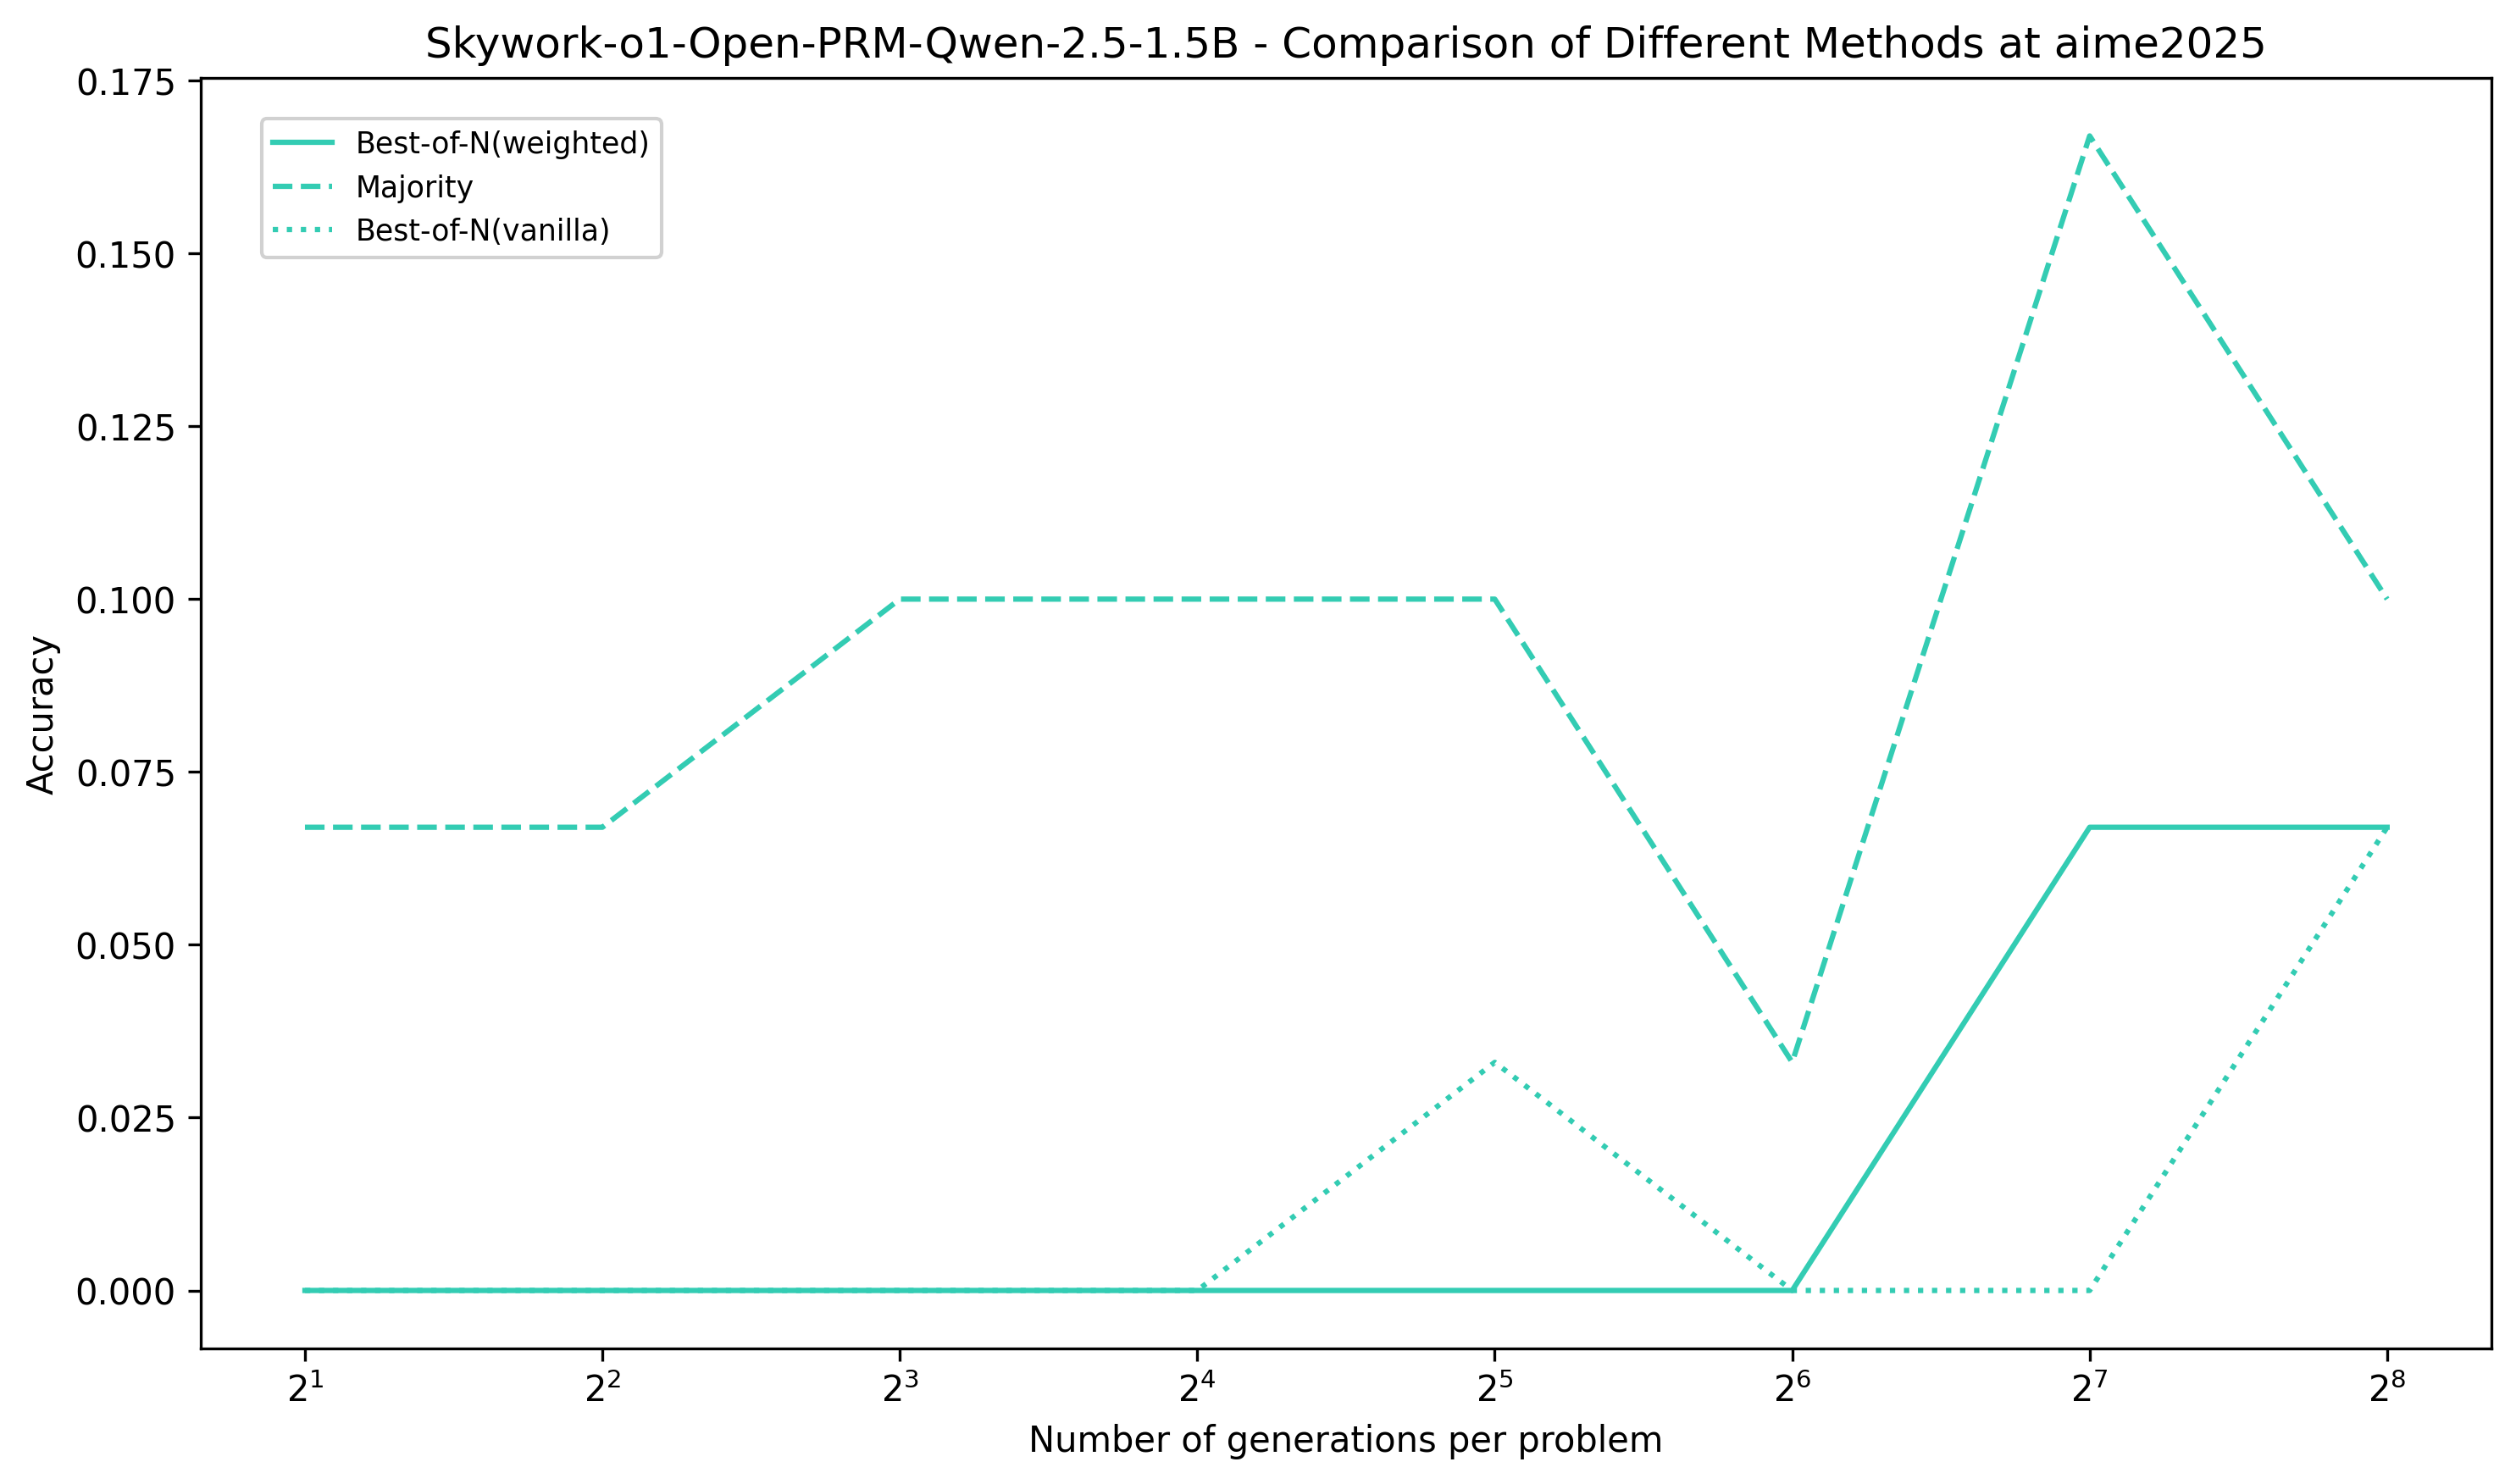 Skywork-o1-Open-PRM-Qwen-2.5-1.5B - Comparison of Different Methods at aime2025
Best-of-N(weighted)
Majority
Best-of-N(vanilla)
Accuracy
0.175
0.150
0.125
0.100
0.075
0.050
0.025
0.000
2¹ 2² 2³ 2⁴ 2⁵ 2⁶ 2⁷ 2⁸
Number of generations per problem